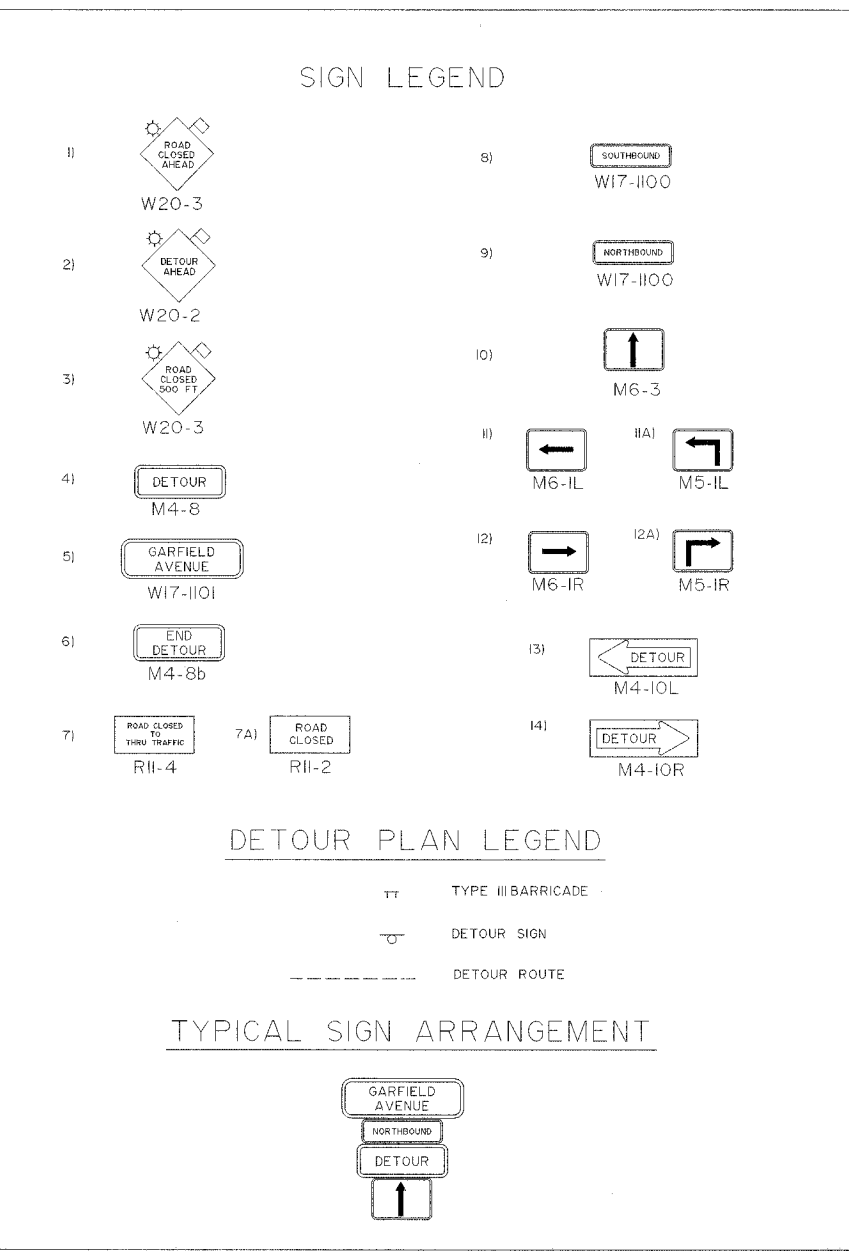 SIGN LEGEND
1)
ROAD
CLOSED
AHEAD
W20-3
2)
DETOUR
AHEAD
W20-2
3)
ROAD
CLOSED
500 FT
W20-3
4)
DETOUR
M4-8
5)
GARFIELD
AVENUE
W17-1101
6)
END
DETOUR
M4-8b
7)
ROAD CLOSED
TO
THRU TRAFFIC
R11-4
7A)
ROAD
CLOSED
R11-2
8)
SOUTHBOUND
W17-1100
9)
NORTHBOUND
W17-1100
10)
M6-3
11)
M6-1L
11A)
M5-1L
12)
M6-1R
12A)
M5-1R
13)
DETOUR
M4-10L
14)
DETOUR
M4-10R
DETOUR PLAN LEGEND
TYPE III BARRICADE
DETOUR SIGN
DETOUR ROUTE
TYPICAL SIGN ARRANGEMENT
GARFIELD
AVENUE
NORTHBOUND
DETOUR